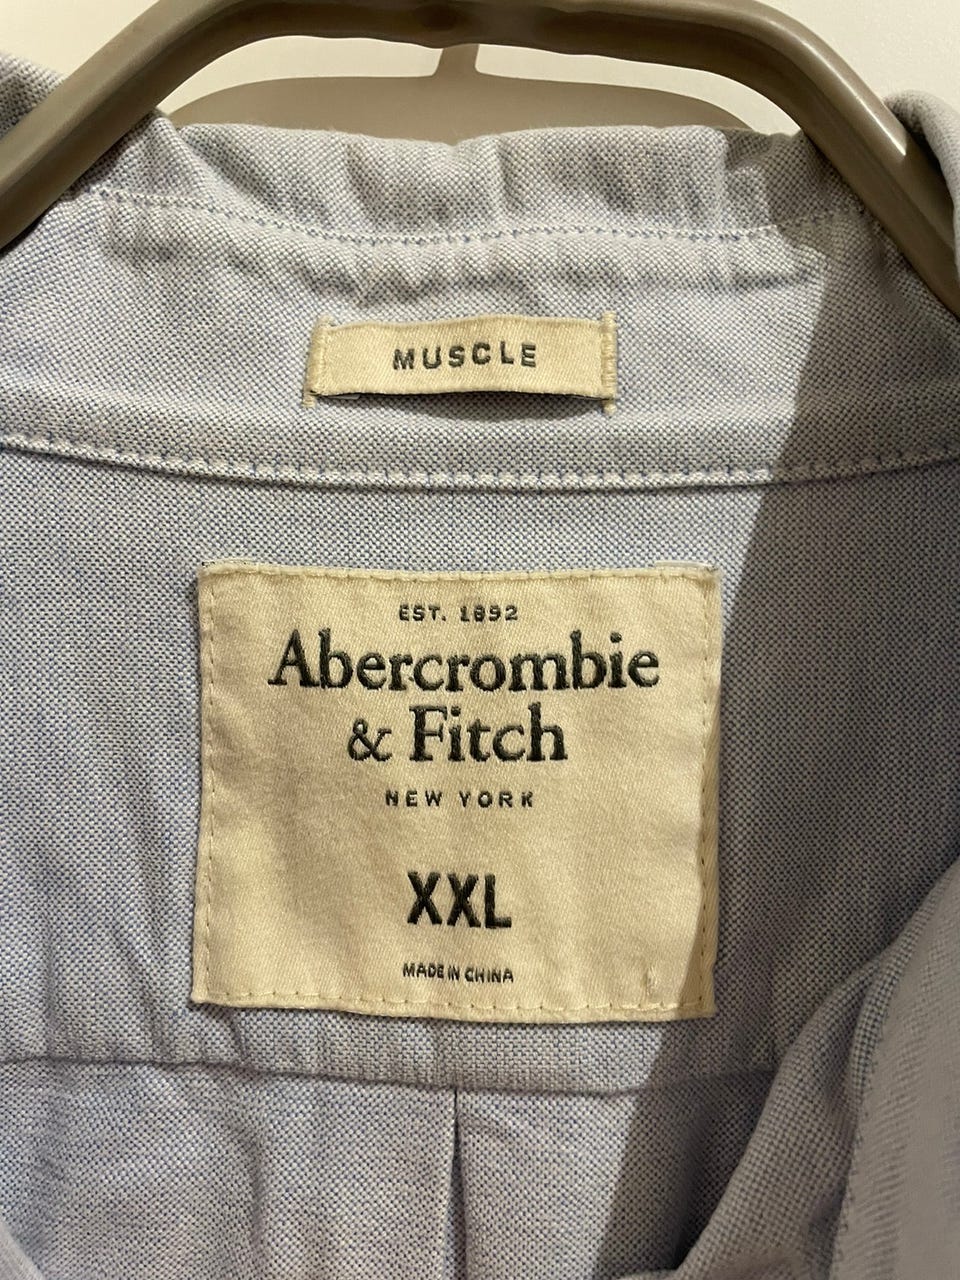 MUSCLE
EST. 1892
Abercrombie
& Fitch
NEW YORK
XXL
MADE IN CHINA